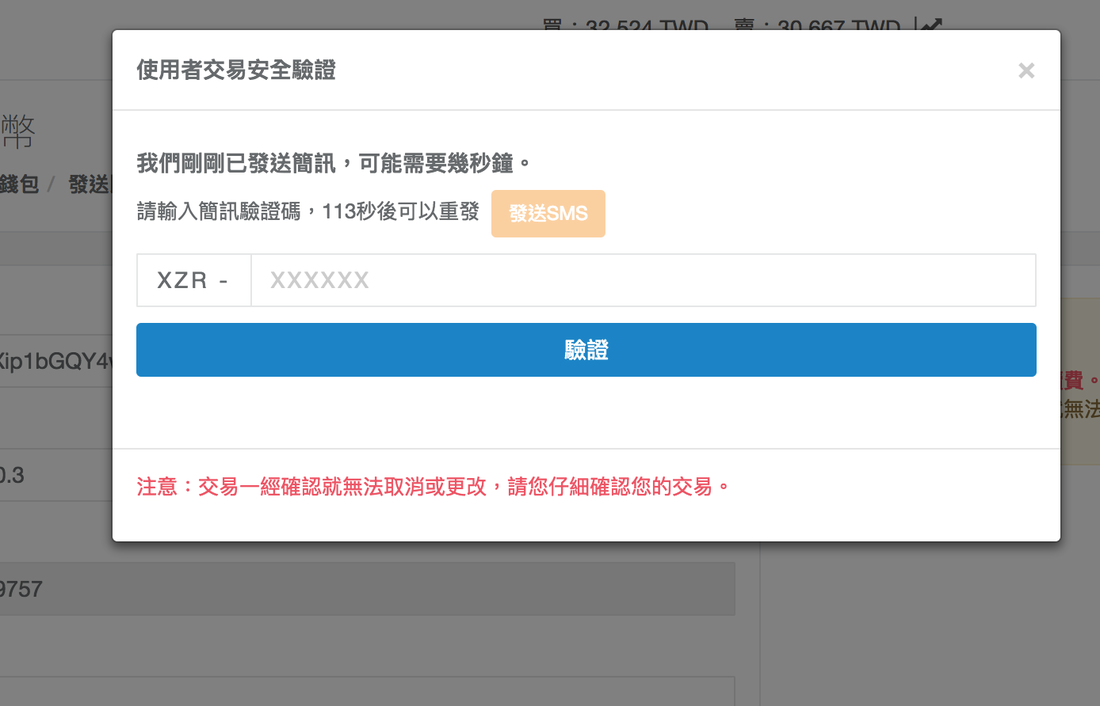 買：32,524 TWD 賣：30,667 TWD
使用者交易安全驗證
×
幣
我們剛剛已發送簡訊，可能需要幾秒鐘。
錢包 / 發送
請輸入簡訊驗證碼，113秒後可以重發 發送SMS
XZR - XXXXXX
驗證
Xip1bGQY4
費。
無法
0.3
注意：交易一經確認就無法取消或更改，請您仔細確認您的交易。
9757